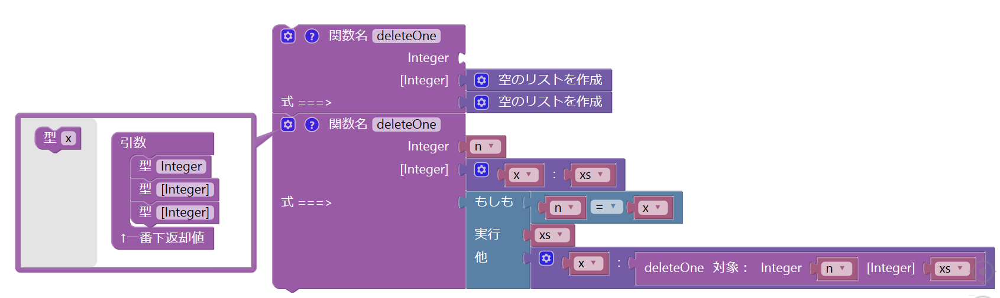 ? 関数名 deleteOne
Integer
[Integer] 空のリストを作成
式 ===> 空のリストを作成
? 関数名 deleteOne
Integer n
[Integer] x : xs
式 ===> もしも n = x
実行 xs
他 x : deleteOne 対象： Integer n [Integer] xs
型 x
引数
型 Integer
型 [Integer]
型 [Integer]
↑一番下返却値